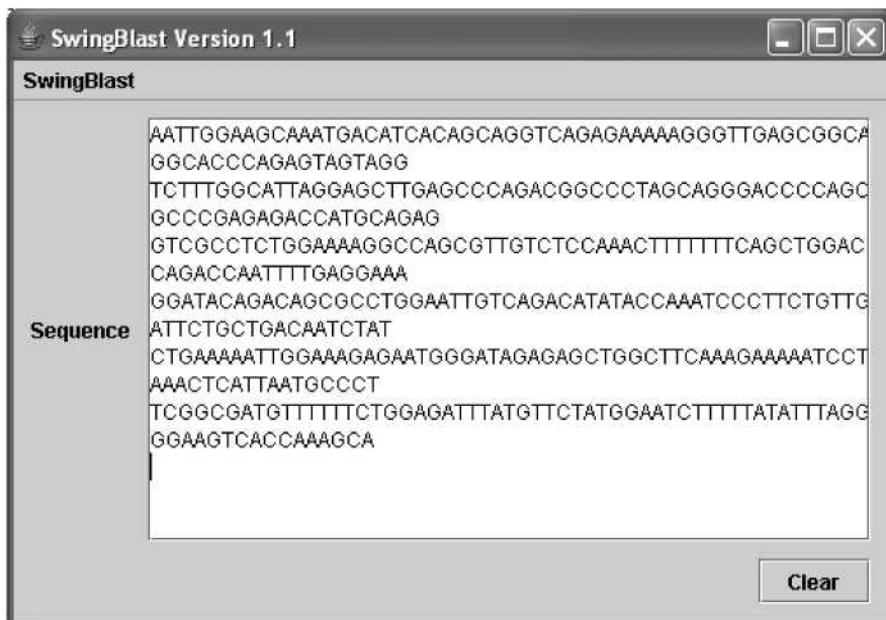 SwingBlast Version 1.1
SwingBlast
AATTGGAAGCAAATGACATCACAGCAGGTCAGAGAAAAAGGGTTGAGCGGCA
GGCACCCAGAGTAGTAGG
TCTTTGGCATTAGGAGCTTGAGCCCAGACGGCCCTAGCAGGGACCCCAGC
GCCCGAGAGACCATGCAGAG
GTCGCCTCTGGAAAAGGCCAGCGTTGTCTCCAAACTTTTTTTCAGCTGGAC
CAGACCAATTTTGAGGAAA
GGATACAGACAGCGCCTGGAATTGTCAGACATATACCAAATCCCTTCTGTTG
ATTCTGCTGACAATCTAT
CTGAAAAATTGGAAAGAGAATGGGATAGAGAGCTGGCTTCAAAGAAAAATCCT
AAACTCATTAATGCCCT
TCGGCGATGTTTTTTCTGGAGATTTATGTTCTATGGAATCTTTTTATATTTAGG
GGAAGTCACCAAAGCA
Sequence
Clear